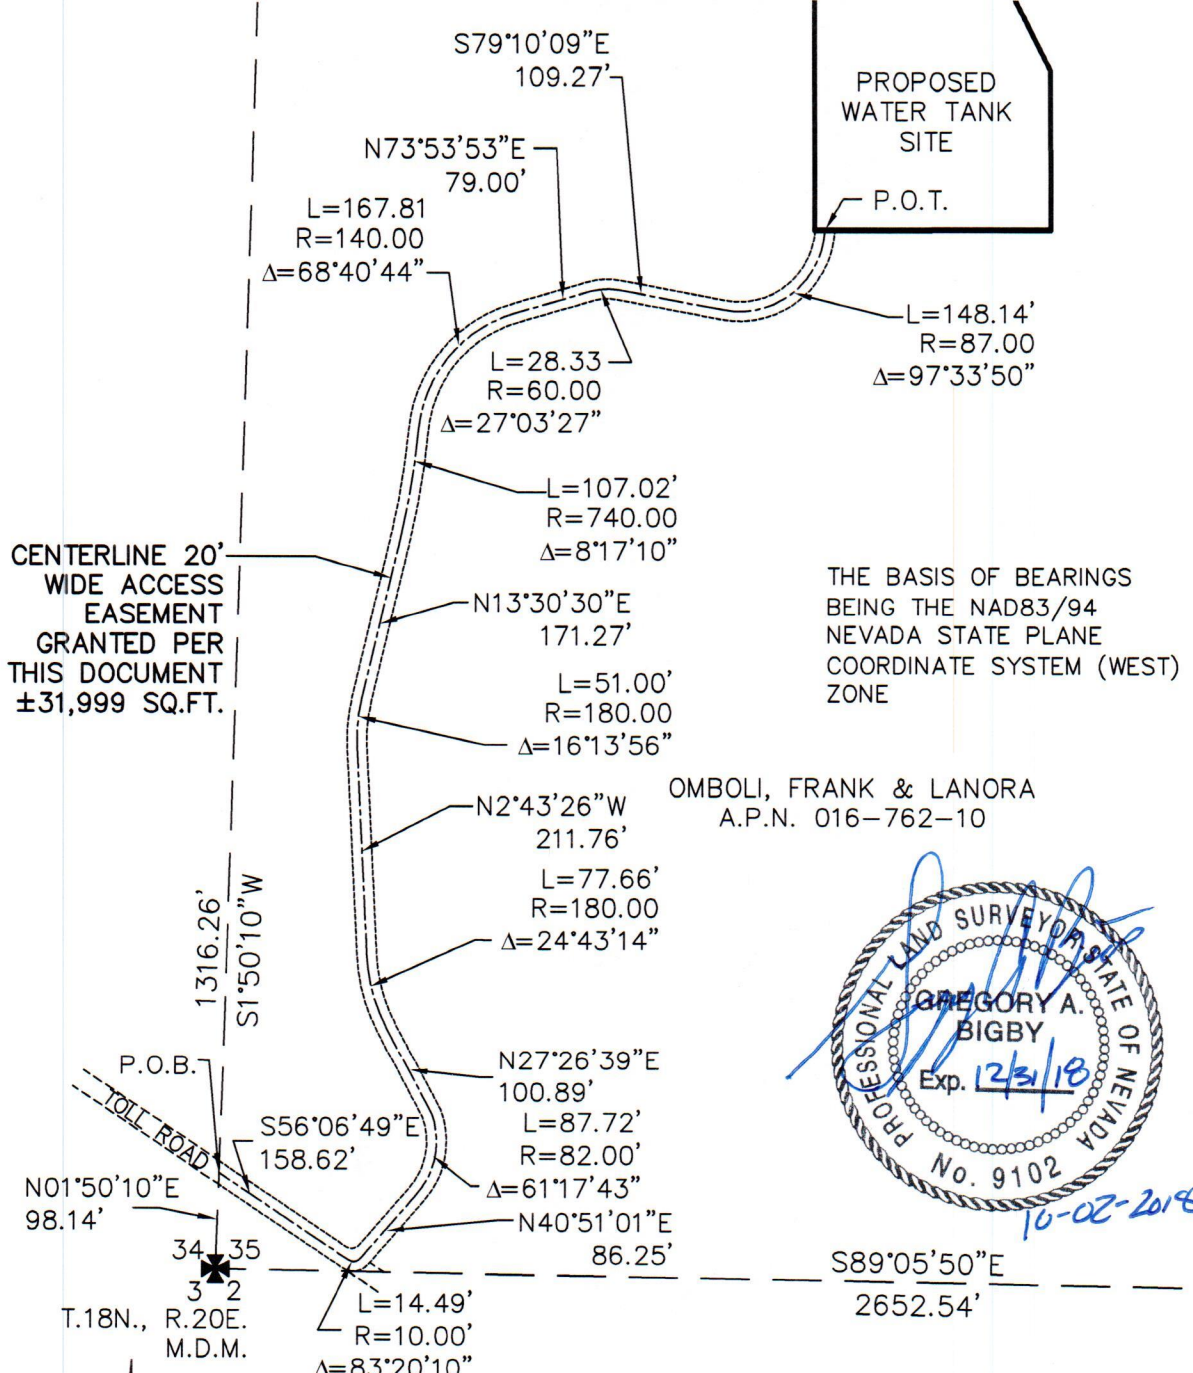 S79°10'09"E
109.27'
PROPOSED
WATER TANK
SITE
N73°53'53"E
79.00'
P.O.T.
L=167.81
R=140.00
Δ=68°40'44"
L=148.14'
R=87.00
Δ=97°33'50"
L=28.33
R=60.00
Δ=27°03'27"
L=107.02'
R=740.00
Δ=8°17'10"
CENTERLINE 20'
WIDE ACCESS
EASEMENT
GRANTED PER
THIS DOCUMENT
±31,999 SQ.FT.
THE BASIS OF BEARINGS
BEING THE NAD83/94
NEVADA STATE PLANE
COORDINATE SYSTEM (WEST)
ZONE
N13°30'30"E
171.27'
L=51.00'
R=180.00
Δ=16°13'56"
OMBOLI, FRANK & LANORA
A.P.N. 016-762-10
N2°43'26"W
211.76'
L=77.66'
R=180.00
Δ=24°43'14"
1316.26'
S1°50'10"W
PROFESSIONAL LAND SURVEYOR-STATE OF NEVADA
GREGORY A.
BIGBY
Exp. 12/31/18
No. 9102
10-02-2018
P.O.B.
TOLL ROAD
N27°26'39"E
100.89'
S56°06'49"E
158.62'
L=87.72'
R=82.00'
Δ=61°17'43"
N01°50'10"E
98.14'
N40°51'01"E
86.25'
34 35
3 2
T.18N., R.20E.
M.D.M.
S89°05'50"E
2652.54'
L=14.49'
R=10.00'
Δ=83°20'10"